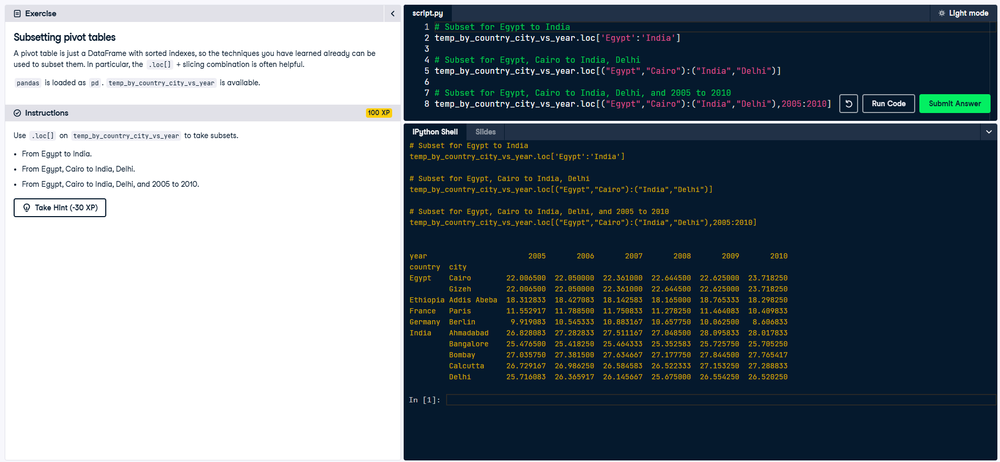 Exercise
Subsetting pivot tables
A pivot table is just a DataFrame with sorted indexes, so the techniques you have learned already can be
used to subset them. In particular, the .loc[] + slicing combination is often helpful.
pandas is loaded as pd. temp_by_country_city_vs_year is available.
Instructions
100 XP
Use .loc[] on temp_by_country_city_vs_year to take subsets.
• From Egypt to India.
• From Egypt, Cairo to India, Delhi.
• From Egypt, Cairo to India, Delhi, and 2005 to 2010.
Take Hint (-30 XP)
script.py
Light mode
1 # Subset for Egypt to India
2 temp_by_country_city_vs_year.loc['Egypt':'India']
3
4 # Subset for Egypt, Cairo to India, Delhi
5 temp_by_country_city_vs_year.loc[("Egypt","Cairo"):("India","Delhi")]
6
7 # Subset for Egypt, Cairo to India, Delhi, and 2005 to 2010
8 temp_by_country_city_vs_year.loc[("Egypt","Cairo"):("India","Delhi"),2005:2010]
Run Code
Submit Answer
IPython Shell
Slides
# Subset for Egypt to India
temp_by_country_city_vs_year.loc['Egypt':'India']
# Subset for Egypt, Cairo to India, Delhi
temp_by_country_city_vs_year.loc[("Egypt","Cairo"):("India","Delhi")]
# Subset for Egypt, Cairo to India, Delhi, and 2005 to 2010
temp_by_country_city_vs_year.loc[("Egypt","Cairo"):("India","Delhi"),2005:2010]
year 2005 2006 2007 2008 2009 2010
country city
Egypt Cairo 22.006500 22.050000 22.361000 22.644500 22.625000 23.718250
Gizeh 22.006500 22.050000 22.361000 22.644500 22.625000 23.718250
Ethiopia Addis Abeba 18.312833 18.427083 18.142583 18.165000 18.765333 18.298250
France Paris 11.552917 11.788500 11.750833 11.278250 11.464083 10.409833
Germany Berlin 9.919083 10.545333 10.883167 10.657750 10.062500 8.606833
India Ahmadabad 26.828083 27.282833 27.511167 27.048500 28.095833 28.017833
Bangalore 25.476500 25.418250 25.464333 25.352583 25.725750 25.705250
Bombay 27.035750 27.381500 27.634667 27.177750 27.844500 27.765417
Calcutta 26.729167 26.986250 26.584583 26.522333 27.153250 27.288833
Delhi 25.716083 26.365917 26.145667 25.675000 26.554250 26.520250
In [1]: